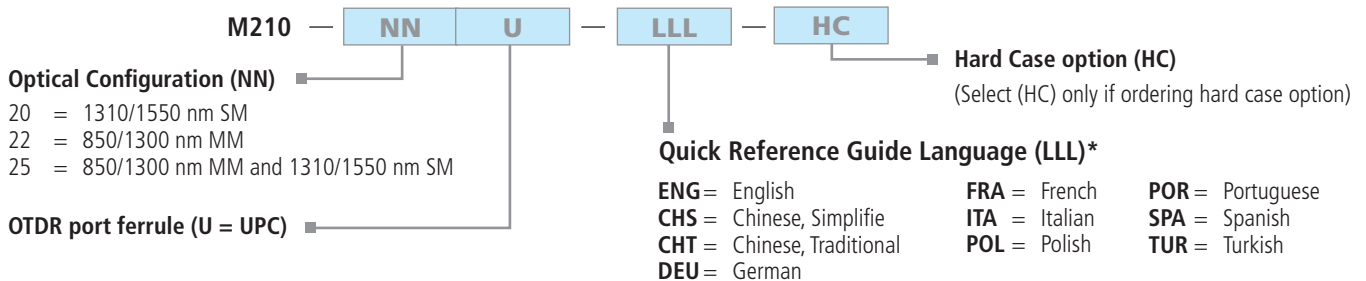 M210 — NN U — LLL — HC
Optical Configuration (NN)
20 = 1310/1550 nm SM
22 = 850/1300 nm MM
25 = 850/1300 nm MM and 1310/1550 nm SM
OTDR port ferrule (U = UPC)
Hard Case option (HC)
(Select (HC) only if ordering hard case option)
Quick Reference Guide Language (LLL)*
ENG = English
CHS = Chinese, Simplifie
CHT = Chinese, Traditional
DEU = German
FRA = French
ITA = Italian
POL = Polish
POR = Portuguese
SPA = Spanish
TUR = Turkish